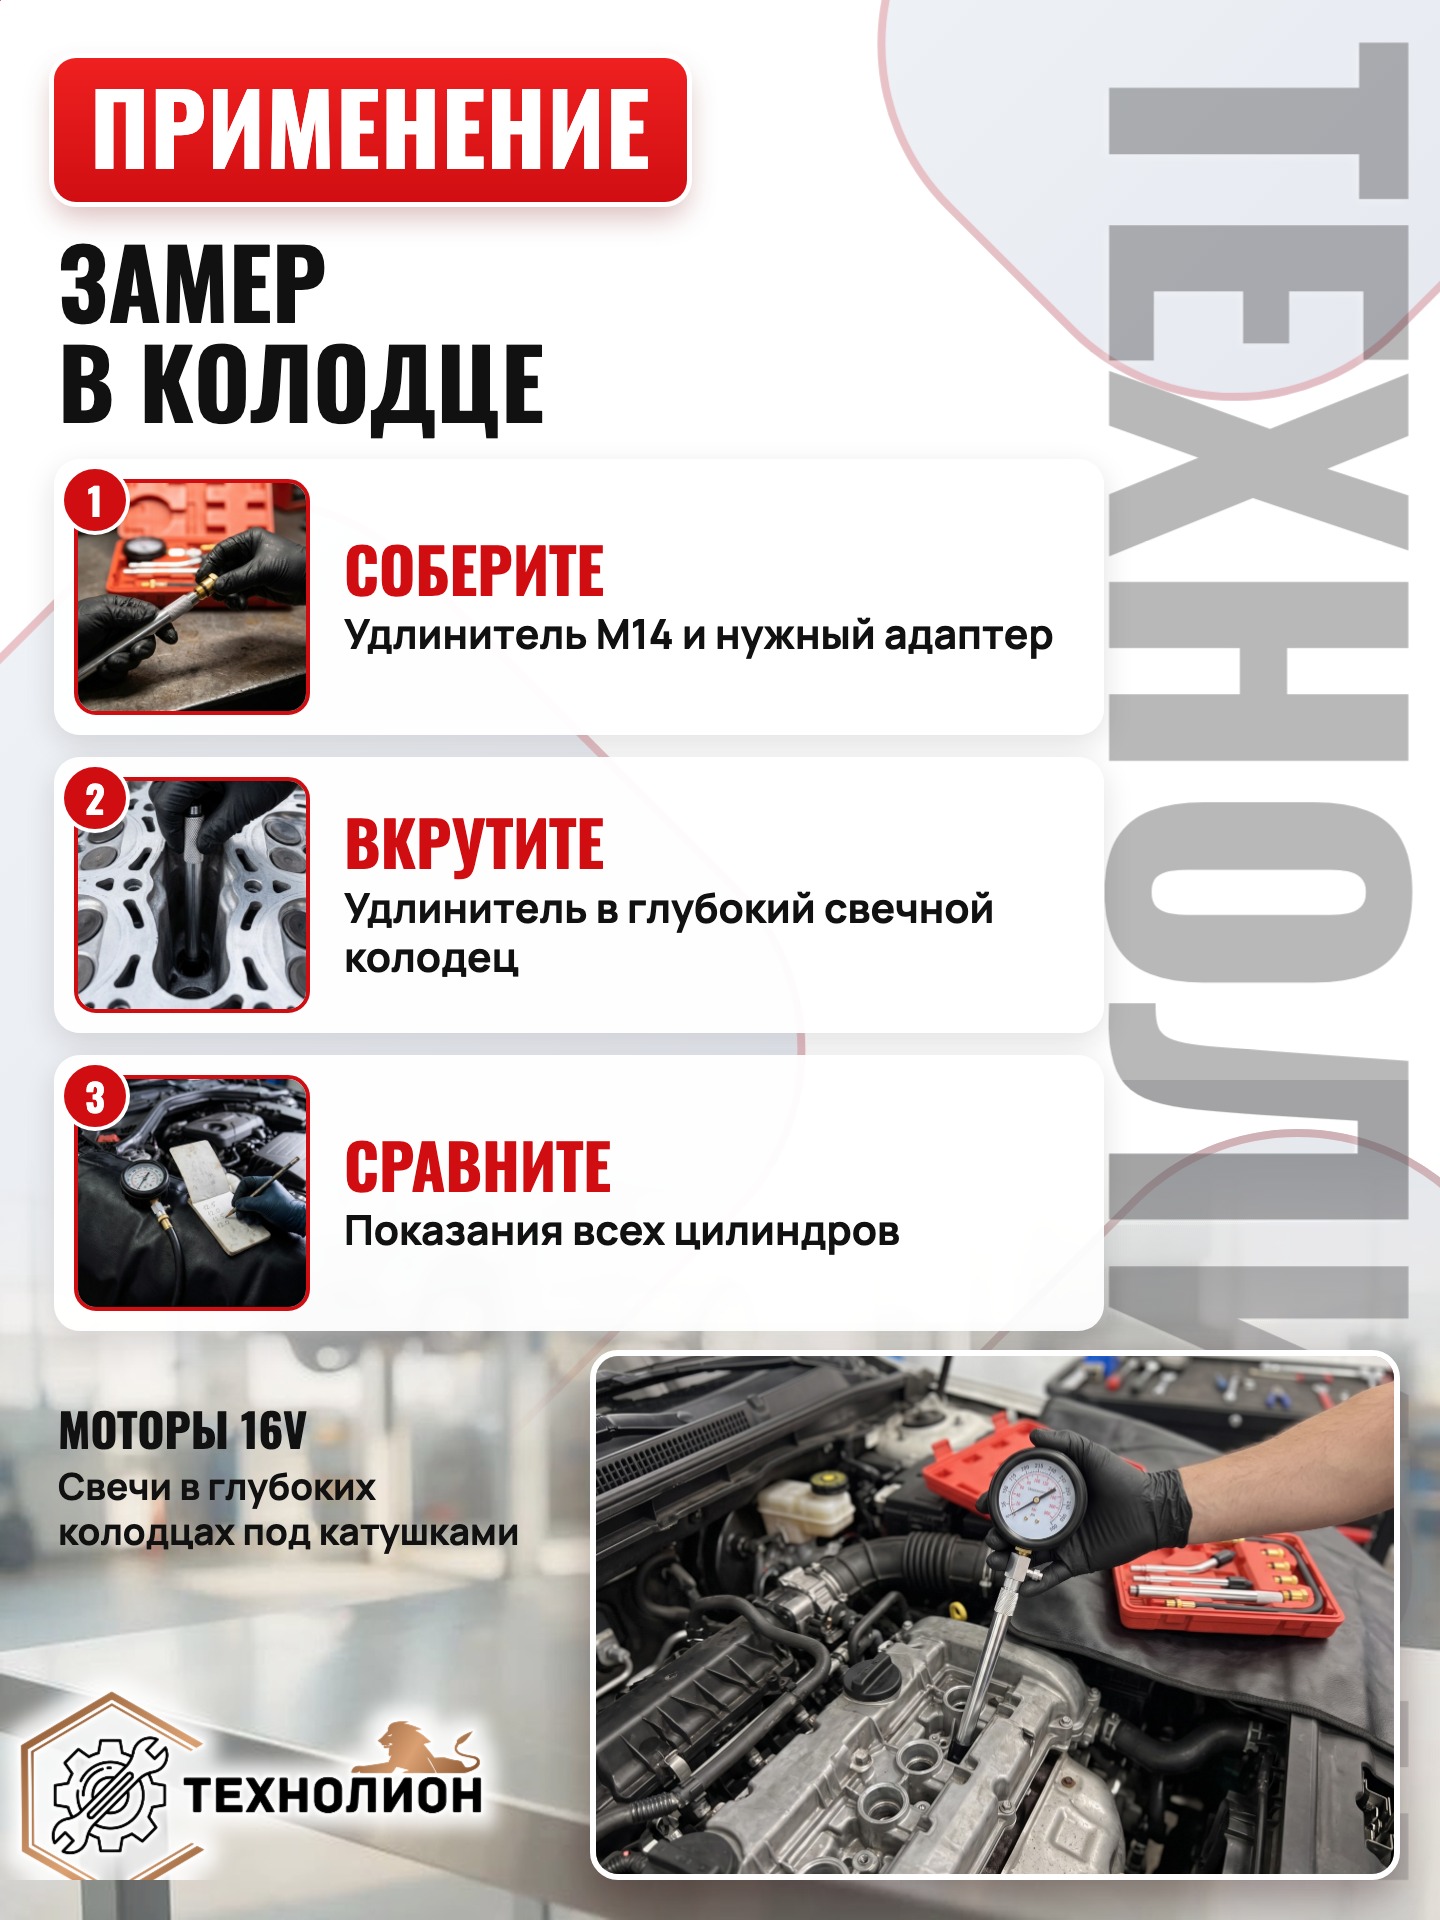 ПРИМЕНЕНИЕ
ЗАМЕР
В КОЛОДЦЕ
1
СОБЕРИТЕ
Удлинитель М14 и нужный адаптер
2
ВКРУТИТЕ
Удлинитель в глубокий свечной
колодец
3
СРАВНИТЕ
Показания всех цилиндров
МОТОРЫ 16V
Свечи в глубоких
колодцах под катушками
ТЕХНОЛИОН
ТЕХНОЛИ